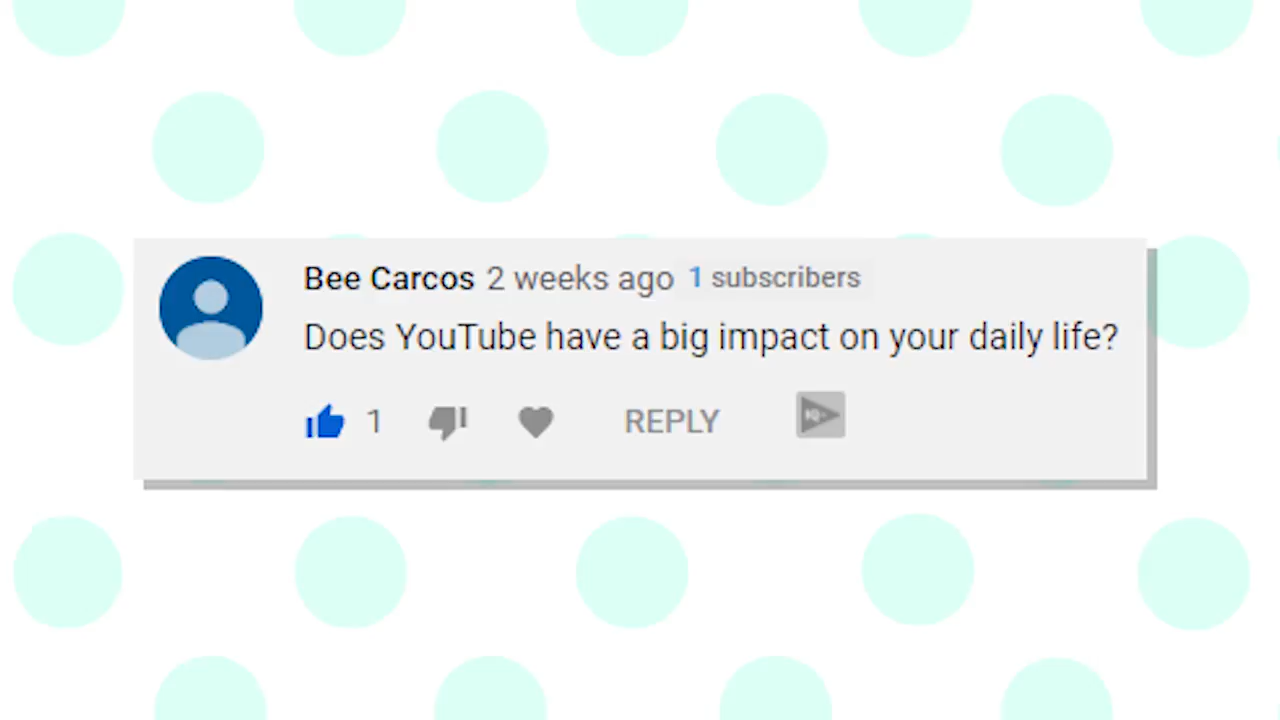 Bee Carcos 2 weeks ago 1 subscribers
Does YouTube have a big impact on your daily life?
1 REPLY